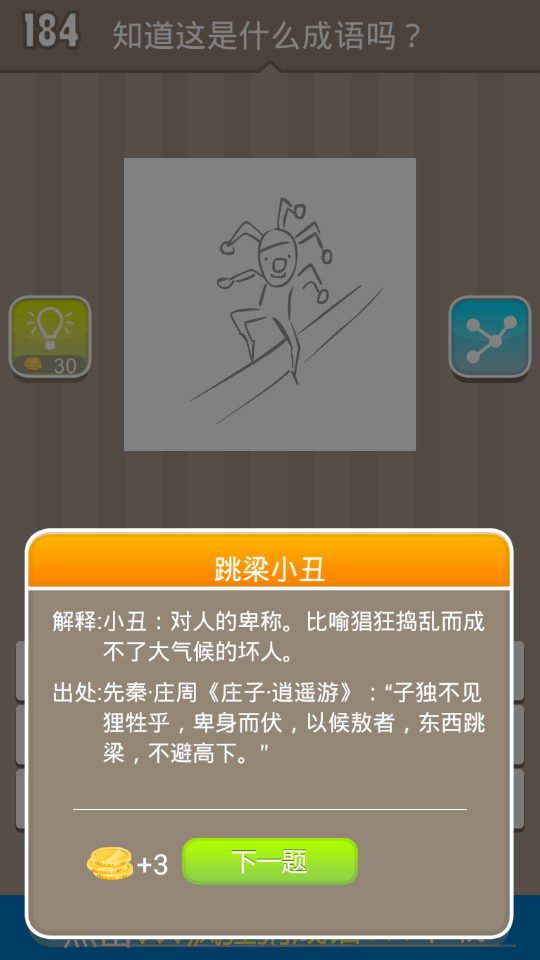 184
知道这是什么成语吗？
30
跳梁小丑
解释:小丑：对人的卑称。比喻猖狂捣乱而成
不了大气候的坏人。
出处:先秦·庄周《庄子·逍遥游》：“子独不见
狸牲乎，卑身而伏，以候敖者，东西跳
梁，不避高下。”
+3
下一题